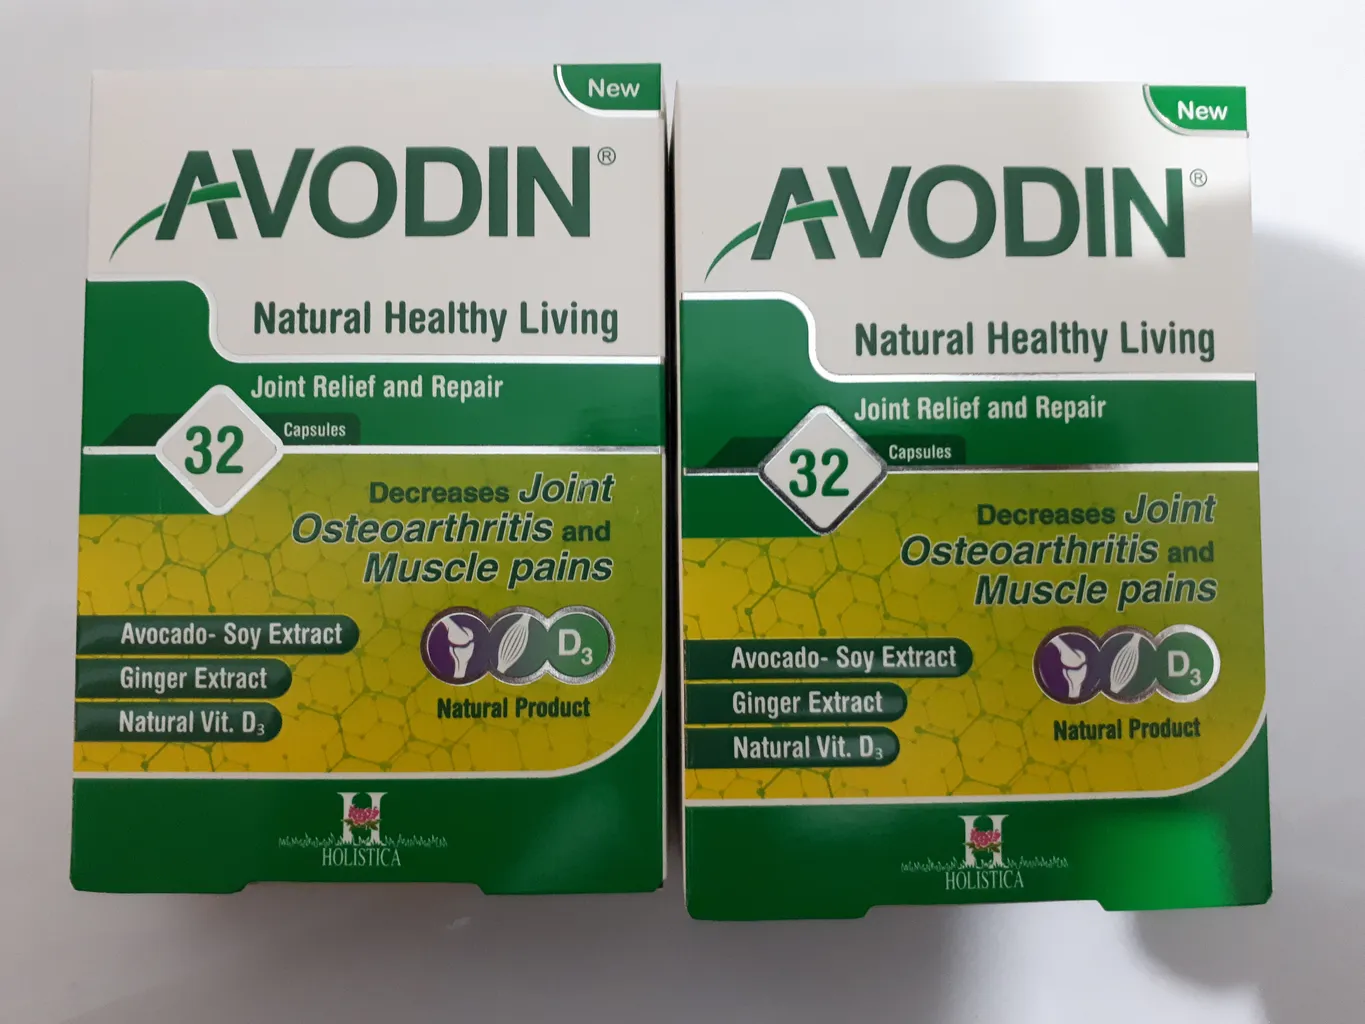 New
AVODIN®
Natural Healthy Living
Joint Relief and Repair
32 Capsules
Decreases Joint
Osteoarthritis and
Muscle pains
Avocado- Soy Extract
Ginger Extract
Natural Vit. D3
D3
Natural Product
H
HOLISTICA
New
AVODIN®
Natural Healthy Living
Joint Relief and Repair
32 Capsules
Decreases Joint
Osteoarthritis and
Muscle pains
Avocado- Soy Extract
Ginger Extract
Natural Vit. D3
D3
Natural Product
H
HOLISTICA